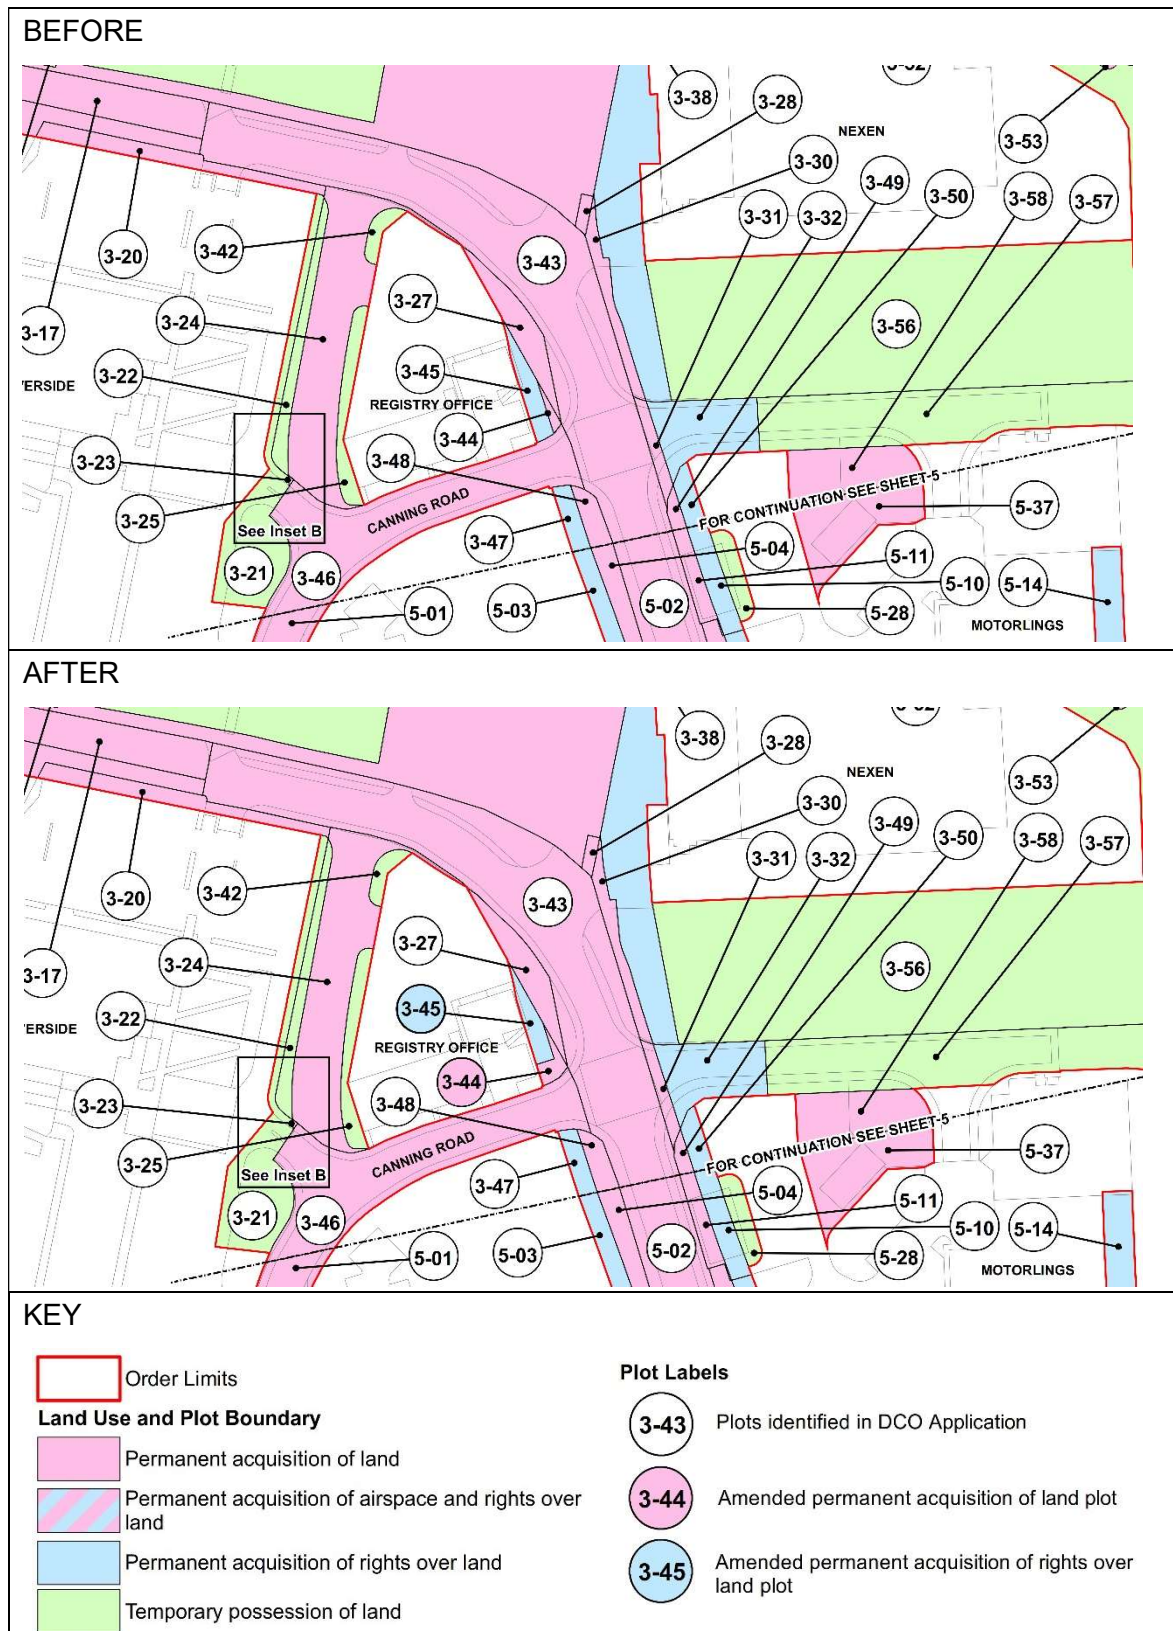 BEFORE
3-38
3-28
3-52
NEXEN
3-53
3-30
3-49
3-50
3-58
3-57
3-31
3-32
3-20
3-42
3-43
3-17
3-24
3-27
3-56
3-22
3-45
ERSIDE
REGISTRY OFFICE
3-44
3-23
3-48
3-25
CANNING ROAD
FOR CONTINUATION SEE SHEET 5
See Inset B
3-47
5-04
5-37
3-21
3-46
5-11
5-01
5-03
5-02
5-10
5-14
5-28
MOTORLINGS
AFTER
3-38
3-28
3-52
NEXEN
3-53
3-30
3-49
3-50
3-58
3-57
3-31
3-32
3-20
3-42
3-43
3-17
3-24
3-27
3-56
3-22
3-45
ERSIDE
REGISTRY OFFICE
3-44
3-23
3-48
3-25
CANNING ROAD
FOR CONTINUATION SEE SHEET 5
See Inset B
3-47
5-04
5-37
3-21
3-46
5-11
5-01
5-03
5-02
5-10
5-14
5-28
MOTORLINGS
KEY
Order Limits
Land Use and Plot Boundary
Permanent acquisition of land
Permanent acquisition of airspace and rights over
land
Permanent acquisition of rights over land
Temporary possession of land
Plot Labels
3-43 Plots identified in DCO Application
3-44 Amended permanent acquisition of land plot
3-45 Amended permanent acquisition of rights over
land plot